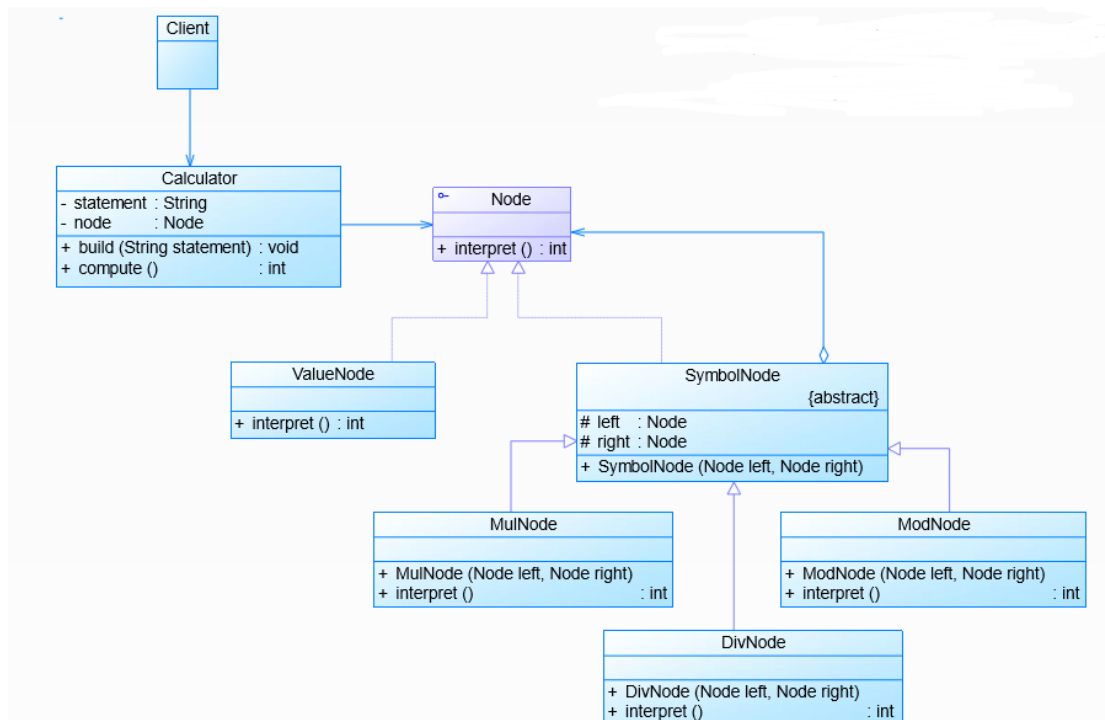 Client
Calculator
- statement : String
- node : Node
+ build (String statement) : void
+ compute () : int
Node
+ interpret () : int
ValueNode
+ interpret () : int
SymbolNode
{abstract}
# left : Node
# right : Node
+ SymbolNode (Node left, Node right)
MulNode
+ MulNode (Node left, Node right)
+ interpret () : int
ModNode
+ ModNode (Node left, Node right)
+ interpret () : int
DivNode
+ DivNode (Node left, Node right)
+ interpret () : int